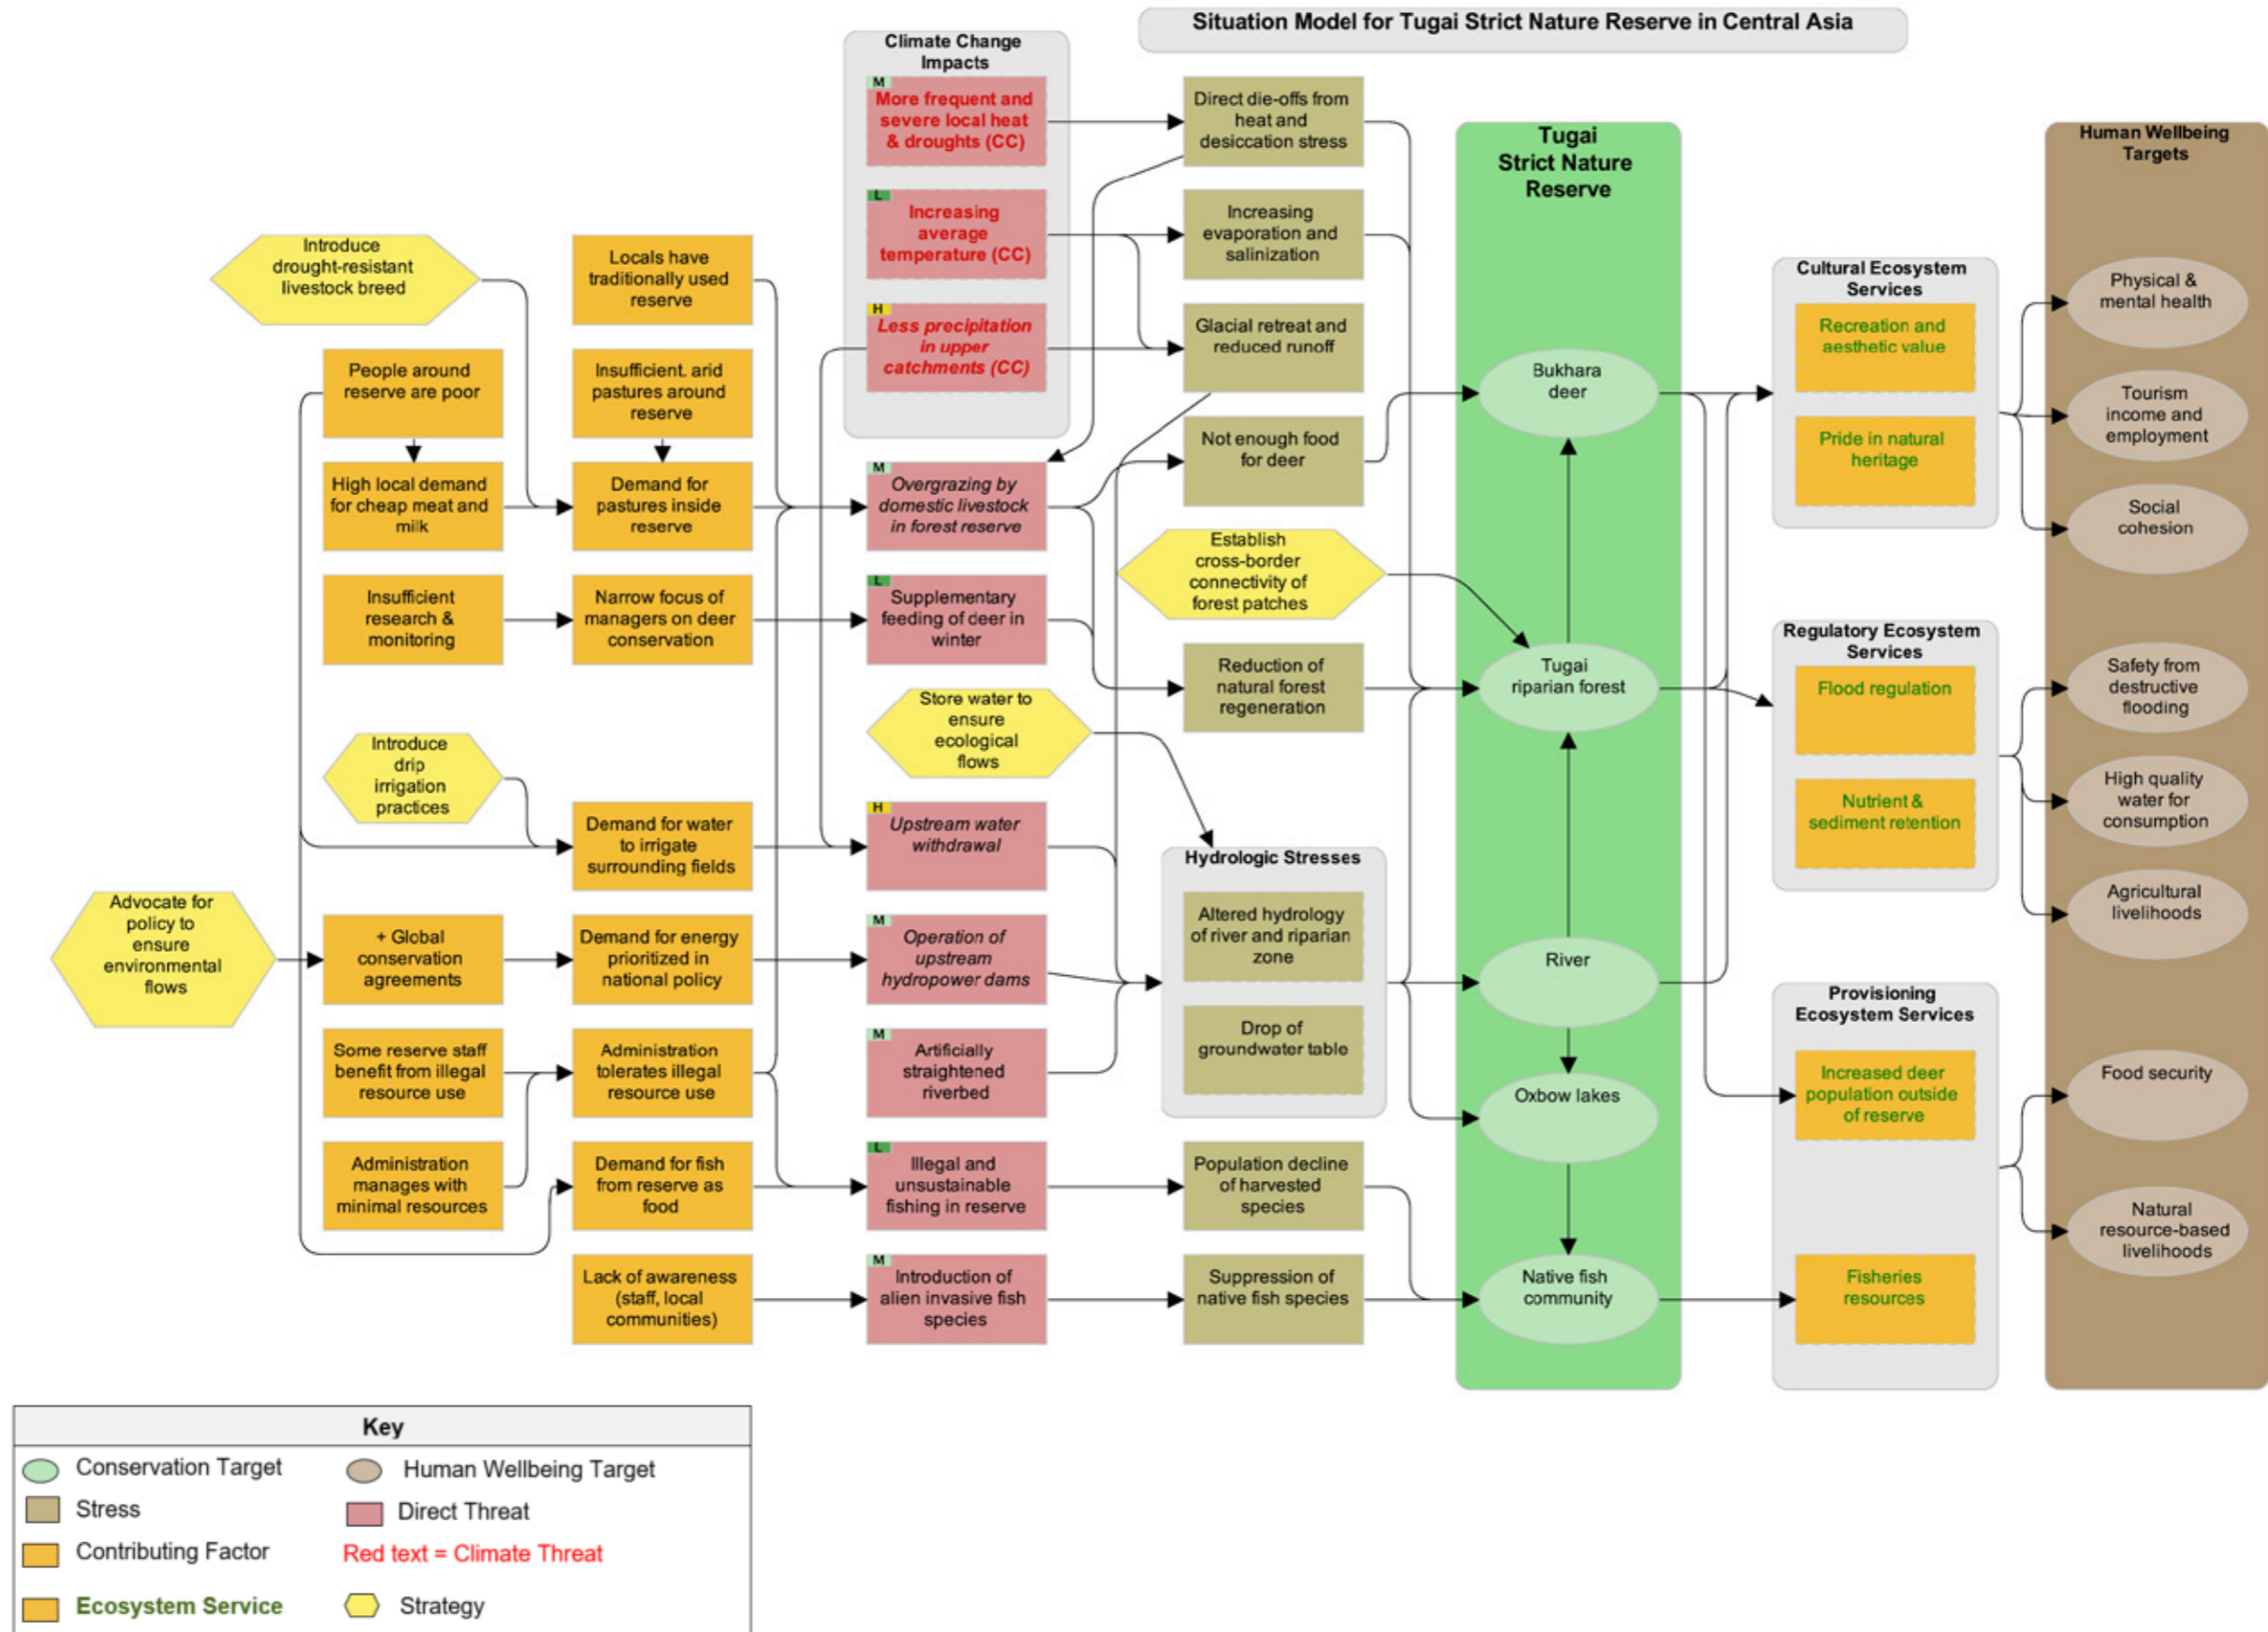 Situation Model for Tugai Strict Nature Reserve in Central Asia
Climate Change
Impacts
M
More frequent and
severe local heat
& droughts (CC)
L
Increasing
average
temperature (CC)
H
Less precipitation
in upper
catchments (CC)
Introduce
drought-resistant
livestock breed
People around
reserve are poor
High local demand
for cheap meat and
milk
Insufficient
research &
monitoring
Introduce
drip
irrigation
practices
Advocate for
policy to
ensure
environmental
flows
+ Global
conservation
agreements
Some reserve staff
benefit from illegal
resource use
Administration
manages with
minimal resources
Locals have
traditionally used
reserve
Insufficient. arid
pastures around
reserve
Demand for
pastures inside
reserve
Narrow focus of
managers on deer
conservation
Demand for water
to irrigate
surrounding fields
Demand for energy
prioritized in
national policy
Administration
tolerates illegal
resource use
Demand for fish
from reserve as
food
Lack of awareness
(staff, local
communities)
M
Overgrazing by
domestic livestock
in forest reserve
L
Supplementary
feeding of deer in
winter
Store water to
ensure
ecological
flows
H
Upstream water
withdrawal
M
Operation of
upstream
hydropower dams
M
Artificially
straightened
riverbed
L
Illegal and
unsustainable
fishing in reserve
M
Introduction of
alien invasive fish
species
Direct die-offs from
heat and
desiccation stress
Increasing
evaporation and
salinization
Glacial retreat and
reduced runoff
Not enough food
for deer
Establish
cross-border
connectivity of
forest patches
Reduction of
natural forest
regeneration
Hydrologic Stresses
Altered hydrology
of river and riparian
zone
Drop of
groundwater table
Population decline
of harvested
species
Suppression of
native fish species
Tugai
Strict Nature
Reserve
Bukhara
deer
Tugai
riparian forest
River
Oxbow lakes
Native fish
community
Cultural Ecosystem
Services
Recreation and
aesthetic value
Pride in natural
heritage
Regulatory Ecosystem
Services
Flood regulation
Nutrient &
sediment retention
Provisioning
Ecosystem Services
Increased deer
population outside
of reserve
Fisheries
resources
Human Wellbeing
Targets
Physical &
mental health
Tourism
income and
employment
Social
cohesion
Safety from
destructive
flooding
High quality
water for
consumption
Agricultural
livelihoods
Food security
Natural
resource-based
livelihoods
Key
Conservation Target
Human Wellbeing Target
Stress
Direct Threat
Contributing Factor
Red text = Climate Threat
Ecosystem Service
Strategy